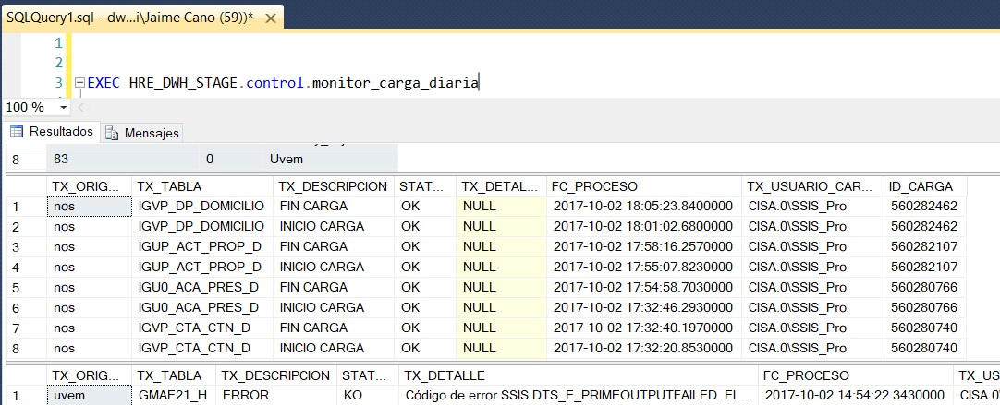 SQLQuery1.sql - dw...i\Jaime Cano (59))* ×
1
2
3 EXEC HRE_DWH_STAGE.control.monitor_carga_diaria
100 %
Resultados Mensajes
8 83 0 Uvem
TX_ORIG... TX_TABLA TX_DESCRIPCION STAT... TX_DETAL... FC_PROCESO TX_USUARIO_CAR... ID_CARGA
1 nos IGVP_DP_DOMICILIO FIN CARGA OK NULL 2017-10-02 18:05:23.8400000 CISA.0\SSIS_Pro 560282462
2 nos IGVP_DP_DOMICILIO INICIO CARGA OK NULL 2017-10-02 18:01:02.6800000 CISA.0\SSIS_Pro 560282462
3 nos IGUP_ACT_PROP_D FIN CARGA OK NULL 2017-10-02 17:58:16.2570000 CISA.0\SSIS_Pro 560282107
4 nos IGUP_ACT_PROP_D INICIO CARGA OK NULL 2017-10-02 17:55:07.8230000 CISA.0\SSIS_Pro 560282107
5 nos IGU0_ACA_PRES_D FIN CARGA OK NULL 2017-10-02 17:54:58.7030000 CISA.0\SSIS_Pro 560280766
6 nos IGU0_ACA_PRES_D INICIO CARGA OK NULL 2017-10-02 17:32:46.2930000 CISA.0\SSIS_Pro 560280766
7 nos IGVP_CTA_CTN_D FIN CARGA OK NULL 2017-10-02 17:32:40.1970000 CISA.0\SSIS_Pro 560280740
8 nos IGVP_CTA_CTN_D INICIO CARGA OK NULL 2017-10-02 17:32:20.8530000 CISA.0\SSIS_Pro 560280740
TX_ORIG... TX_TABLA TX_DESCRIPCION STAT... TX_DETALLE FC_PROCESO TX_US
1 uvem GMAE21_H ERROR KO Código de error SSIS DTS_E_PRIMEOUTPUTFAILED. El ... 2017-10-02 14:54:22.3430000 CISA.0